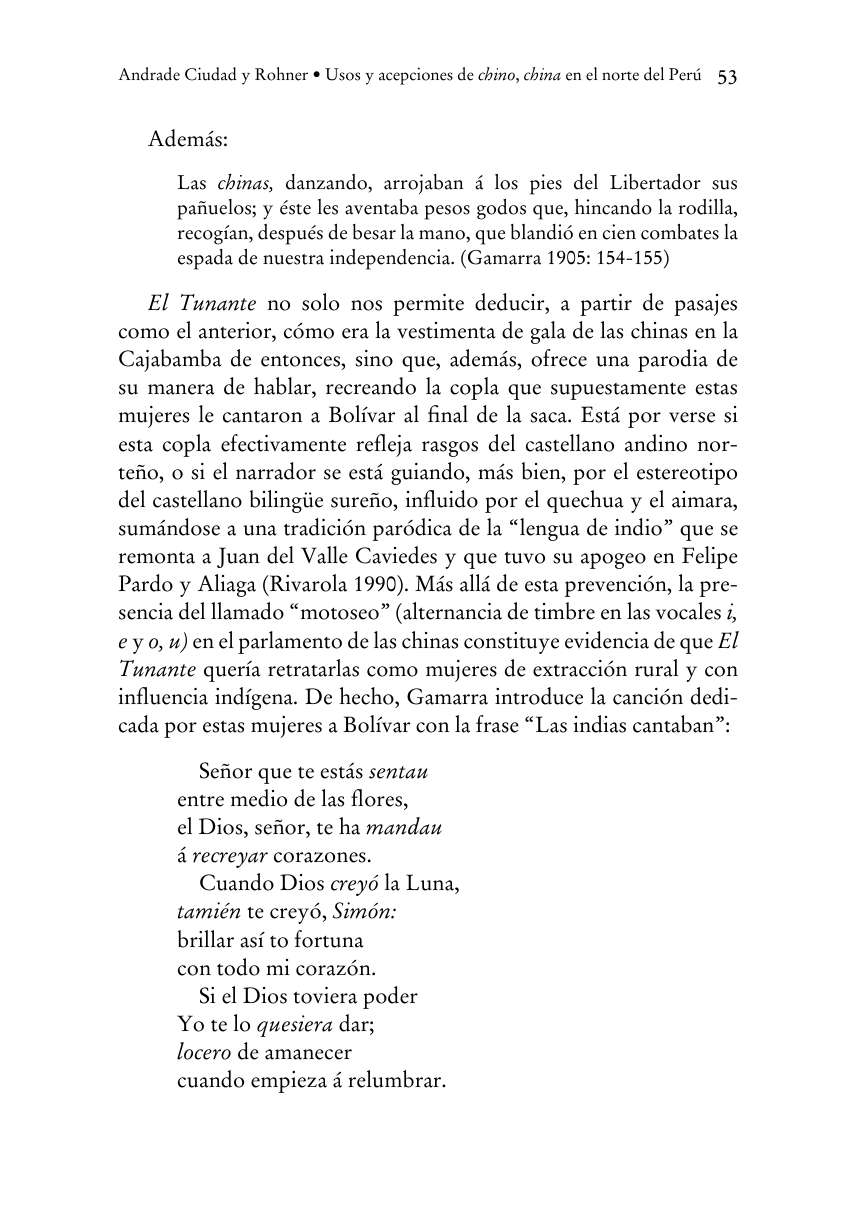 Andrade Ciudad y Rohner • Usos y acepciones de chino, china en el norte del Perú 53
Además:
Las chinas, danzando, arrojaban á los pies del Libertador sus
pañuelos; y éste les aventaba pesos godos que, hincando la rodilla,
recogían, después de besar la mano, que blandió en cien combates la
espada de nuestra independencia. (Gamarra 1905: 154-155)
El Tunante no solo nos permite deducir, a partir de pasajes
como el anterior, cómo era la vestimenta de gala de las chinas en la
Cajabamba de entonces, sino que, además, ofrece una parodia de
su manera de hablar, recreando la copla que supuestamente estas
mujeres le cantaron a Bolívar al final de la saca. Está por verse si
esta copla efectivamente refleja rasgos del castellano andino nor-
teño, o si el narrador se está guiando, más bien, por el estereotipo
del castellano bilingüe sureño, influido por el quechua y el aimara,
sumándose a una tradición paródica de la “lengua de indio” que se
remonta a Juan del Valle Caviedes y que tuvo su apogeo en Felipe
Pardo y Aliaga (Rivarola 1990). Más allá de esta prevención, la pre-
sencia del llamado “motoseo” (alternancia de timbre en las vocales i,
e y o, u) en el parlamento de las chinas constituye evidencia de que El
Tunante quería retratarlas como mujeres de extracción rural y con
influencia indígena. De hecho, Gamarra introduce la canción dedi-
cada por estas mujeres a Bolívar con la frase “Las indias cantaban”:
Señor que te estás sentau
entre medio de las flores,
el Dios, señor, te ha mandau
á recreyar corazones.
Cuando Dios creyó la Luna,
tamién te creyó, Simón:
brillar así to fortuna
con todo mi corazón.
Si el Dios toviera poder
Yo te lo quesiera dar;
locero de amanecer
cuando empieza á relumbrar.